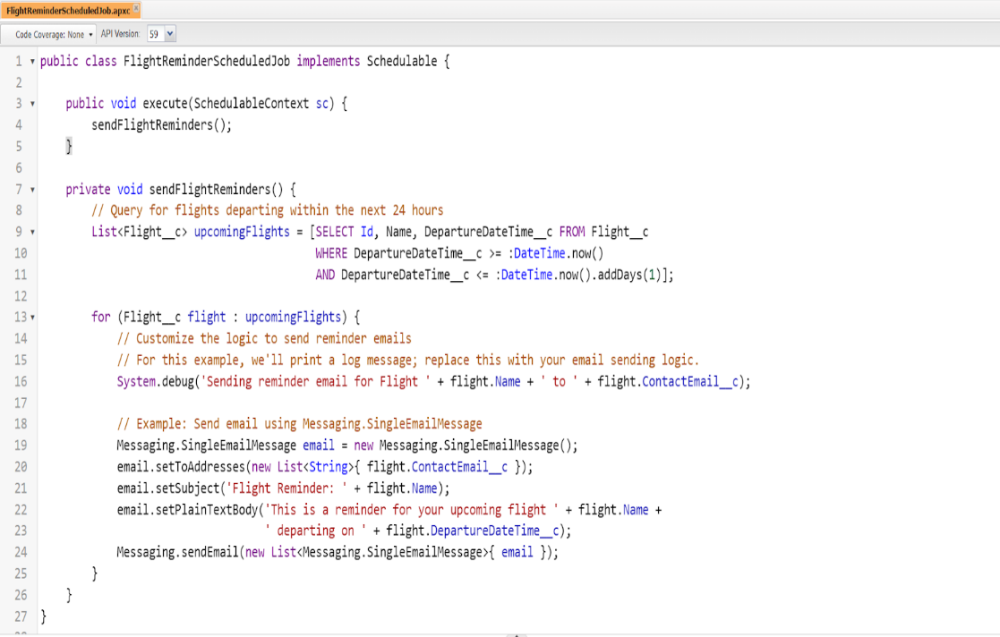 FlightReminderScheduledJob.apxc
Code Coverage: None API Version: 59
1 public class FlightReminderScheduledJob implements Schedulable {
2
3 public void execute(SchedulableContext sc) {
4 sendFlightReminders();
5 }
6
7 private void sendFlightReminders() {
8 // Query for flights departing within the next 24 hours
9 List<Flight__c> upcomingFlights = [SELECT Id, Name, DepartureDateTime__c FROM Flight__c
10 WHERE DepartureDateTime__c >= :DateTime.now()
11 AND DepartureDateTime__c <= :DateTime.now().addDays(1)];
12
13 for (Flight__c flight : upcomingFlights) {
14 // Customize the logic to send reminder emails
15 // For this example, we'll print a log message; replace this with your email sending logic.
16 System.debug('Sending reminder email for Flight ' + flight.Name + ' to ' + flight.ContactEmail__c);
17
18 // Example: Send email using Messaging.SingleEmailMessage
19 Messaging.SingleEmailMessage email = new Messaging.SingleEmailMessage();
20 email.setToAddresses(new List<String>{ flight.ContactEmail__c });
21 email.setSubject('Flight Reminder: ' + flight.Name);
22 email.setPlainTextBody('This is a reminder for your upcoming flight ' + flight.Name +
23 ' departing on ' + flight.DepartureDateTime__c);
24 Messaging.sendEmail(new List<Messaging.SingleEmailMessage>{ email });
25 }
26 }
27 }